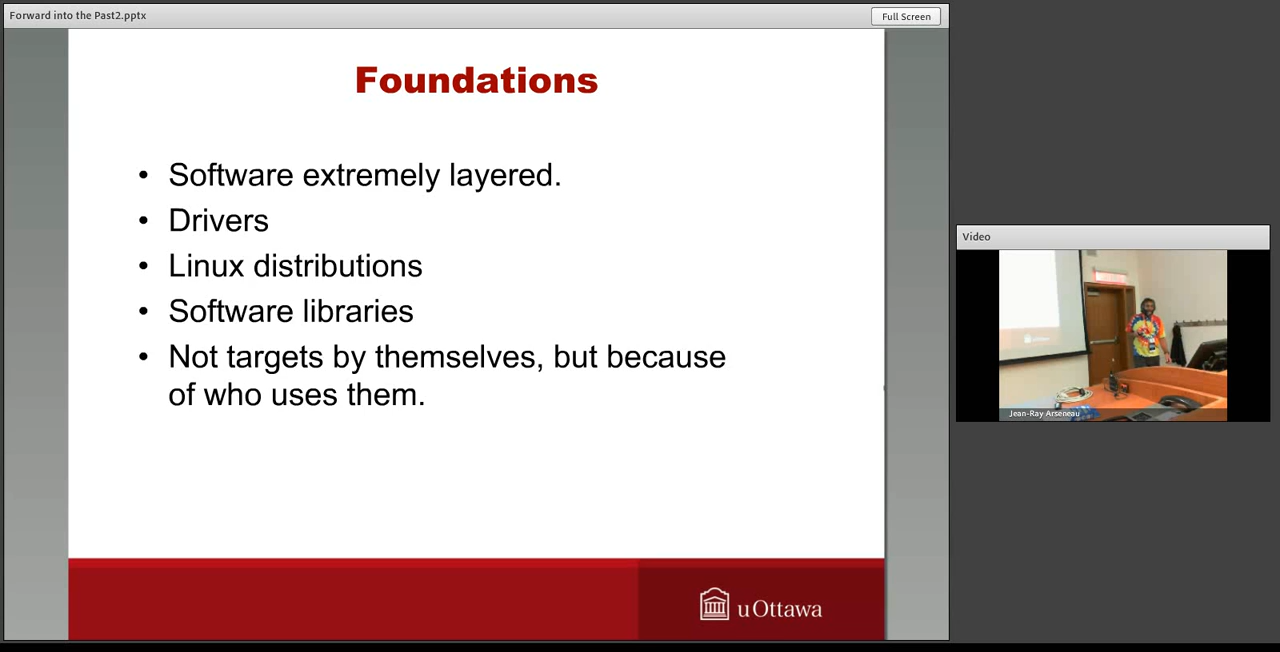 Forward into the Past2.pptx
Full Screen
Foundations
• Software extremely layered.
• Drivers
• Linux distributions
• Software libraries
• Not targets by themselves, but because
of who uses them.
uOttawa
Video
Jean-Ray Arseneau